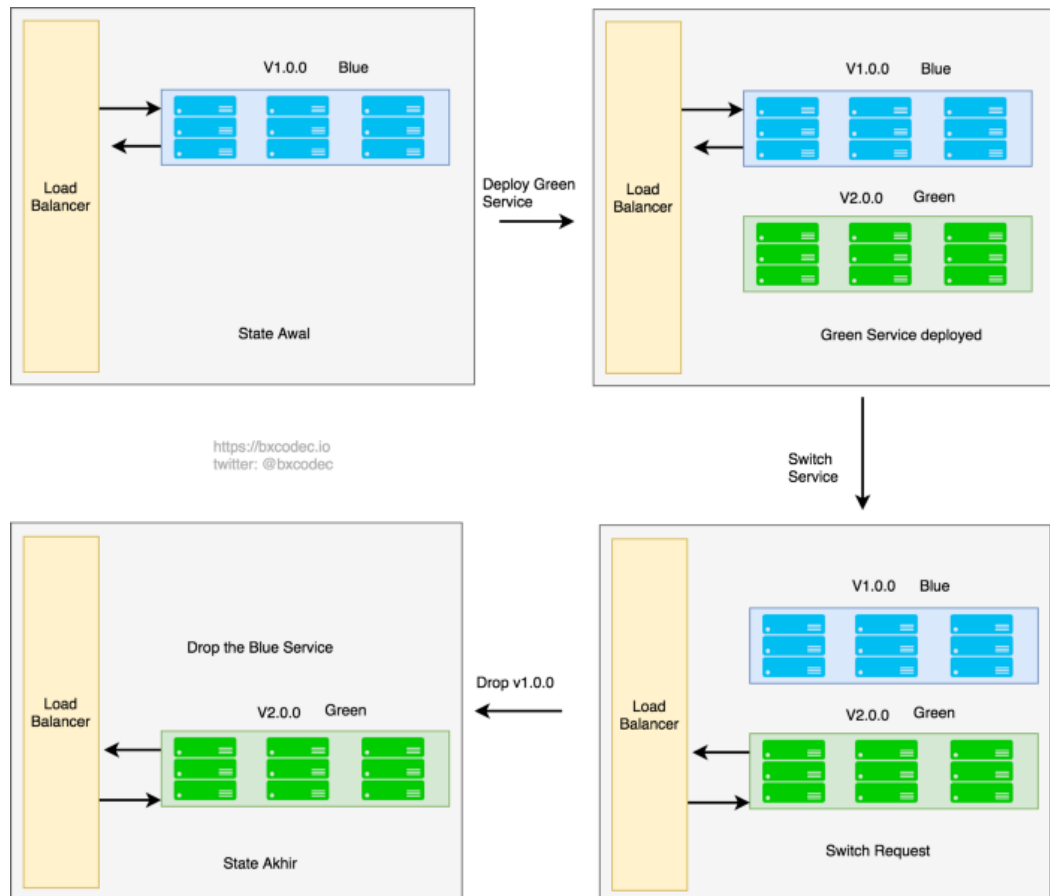 V1.0.0 Blue
Load
Balancer
State Awal
Deploy Green
Service
V1.0.0 Blue
Load
Balancer
V2.0.0 Green
Green Service deployed
https://bxcodec.io
twitter: @bxcodec
Switch
Service
V1.0.0 Blue
Load
Balancer
V2.0.0 Green
Switch Request
Drop v1.0.0
Drop the Blue Service
Load
Balancer
V2.0.0 Green
State Akhir